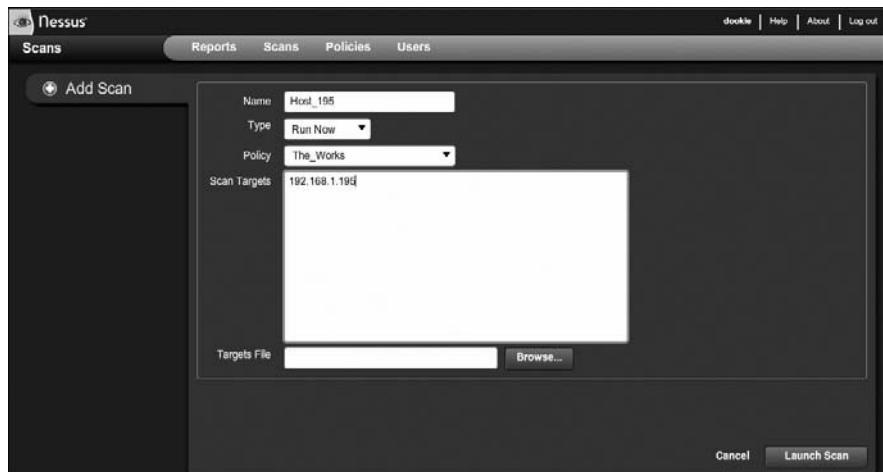 Nessus
dookie | Help | About | Log out
Scans
Reports Scans Policies Users
Add Scan
Name Host_195
Type Run Now
Policy The_Works
Scan Targets 192.168.1.195
Targets File Browse...
Cancel Launch Scan